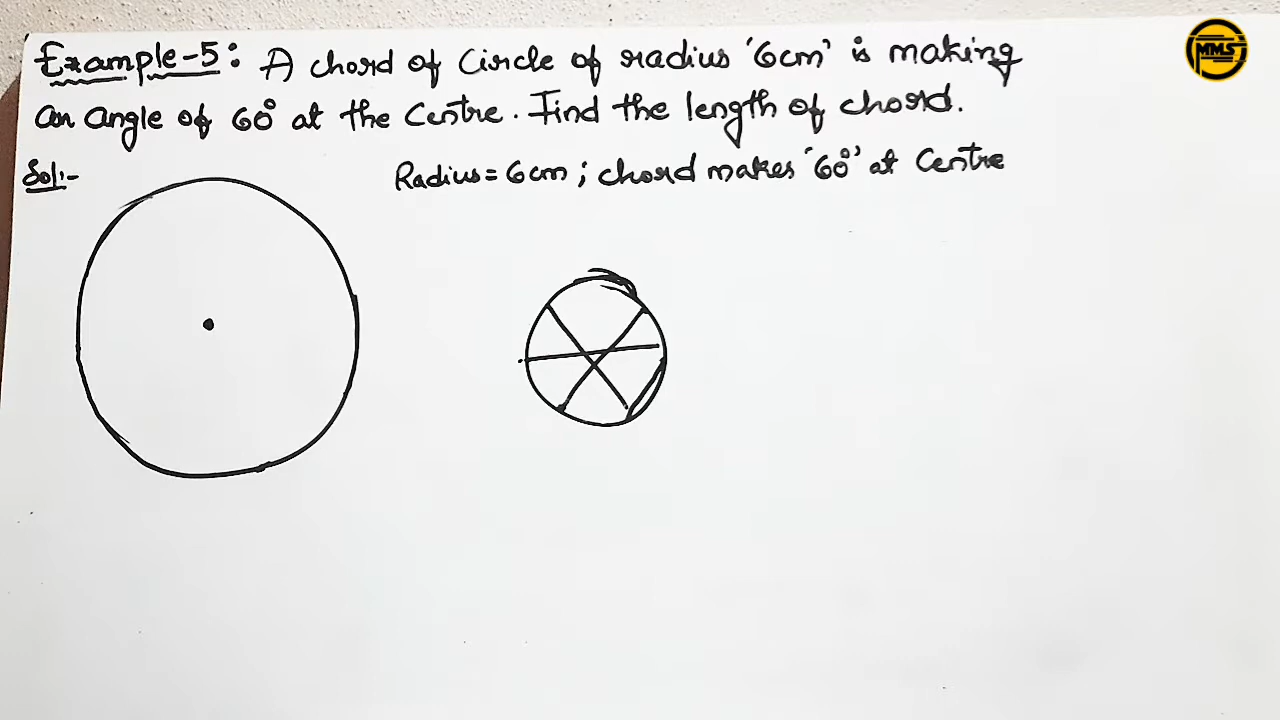 Example-5: A chord of Circle of radius '6cm' is making
an angle of 60° at the Centre. Find the length of chord.
Sol:- Radius = 6cm ; chord makes '60°' at Centre
MMS